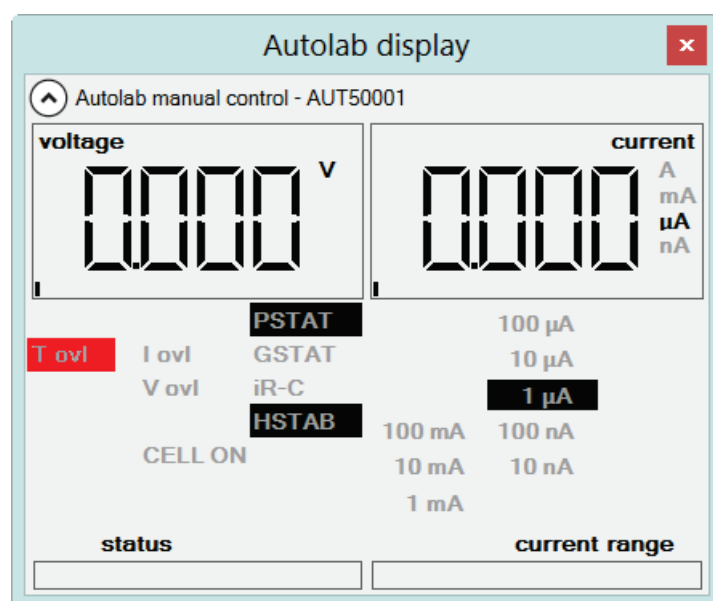 Autolab display
x
Autolab manual control - AUT50001
voltage
0.000 V
current
0.000
A
mA
µA
nA
PSTAT
100 µA
T ovl I ovl GSTAT
10 µA
V ovl iR-C
1 µA
HSTAB
100 mA 100 nA
CELL ON
10 mA 10 nA
1 mA
status
current range